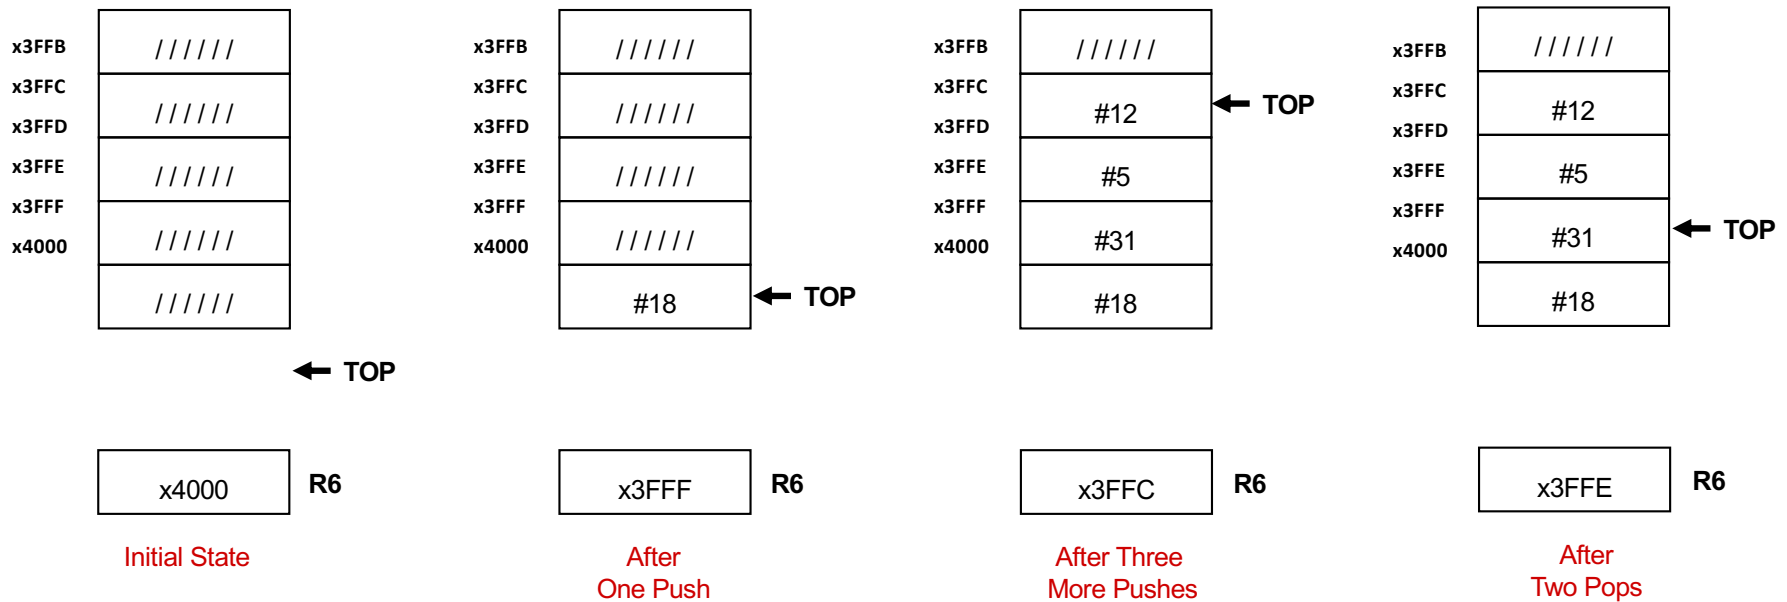 x3FFB
x3FFC
x3FFD
x3FFE
x3FFF
x4000
//////
//////
//////
//////
//////
TOP
x4000
R6
Initial State
x3FFB
x3FFC
x3FFD
x3FFE
x3FFF
x4000
//////
//////
//////
//////
#18
TOP
x3FFF
R6
After
One Push
x3FFB
x3FFC
x3FFD
x3FFE
x3FFF
x4000
//////
#12
#5
#31
#18
TOP
x3FFC
R6
After Three
More Pushes
x3FFB
x3FFC
x3FFD
x3FFE
x3FFF
x4000
//////
#12
#5
#31
#18
TOP
x3FFE
R6
After
Two Pops